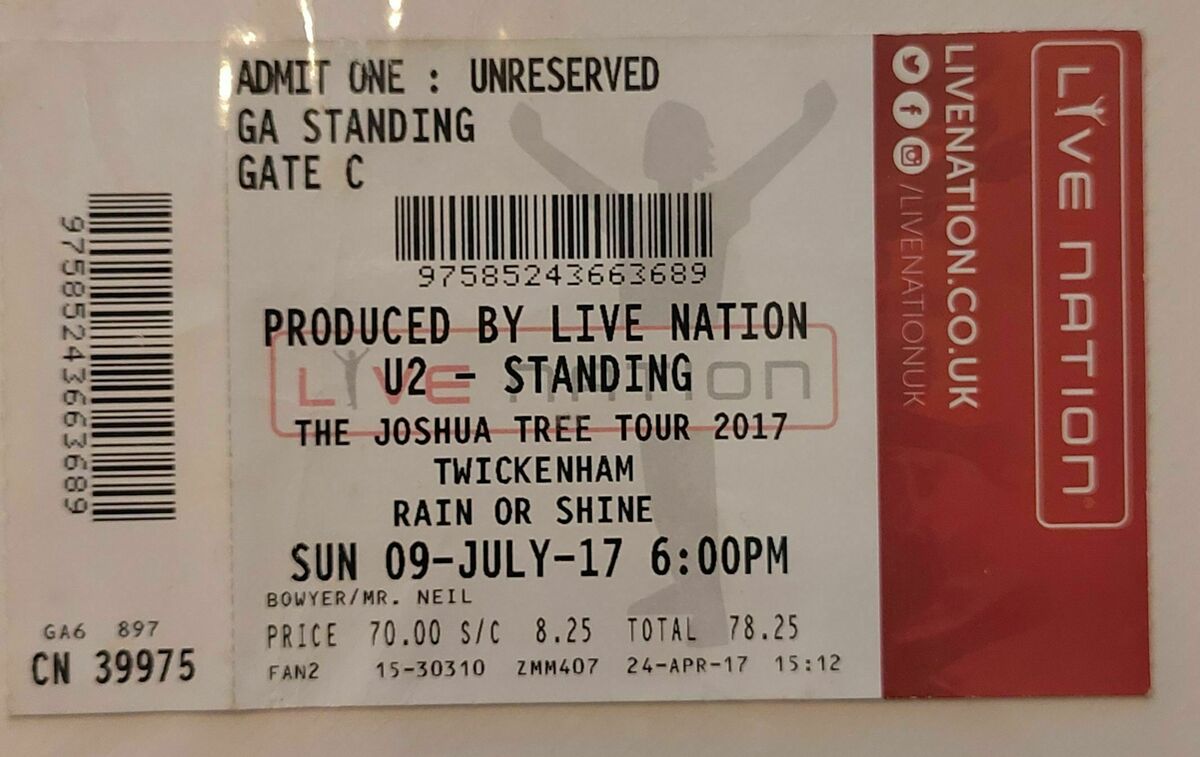 97585243663689
GA6 897
CN 39975
ADMIT ONE : UNRESERVED
GA STANDING
GATE C
97585243663689
PRODUCED BY LIVE NATION
U2 - STANDING
LIVE NATION
THE JOSHUA TREE TOUR 2017
TWICKENHAM
RAIN OR SHINE
SUN 09-JULY-17 6:00PM
BOWYER/MR. NEIL
PRICE 70.00 S/C 8.25 TOTAL 78.25
FAN2 15-30310 ZMM407 24-APR-17 15:12
LIVE NATION
LIVENATION.CO.UK
/LIVENATIONUK